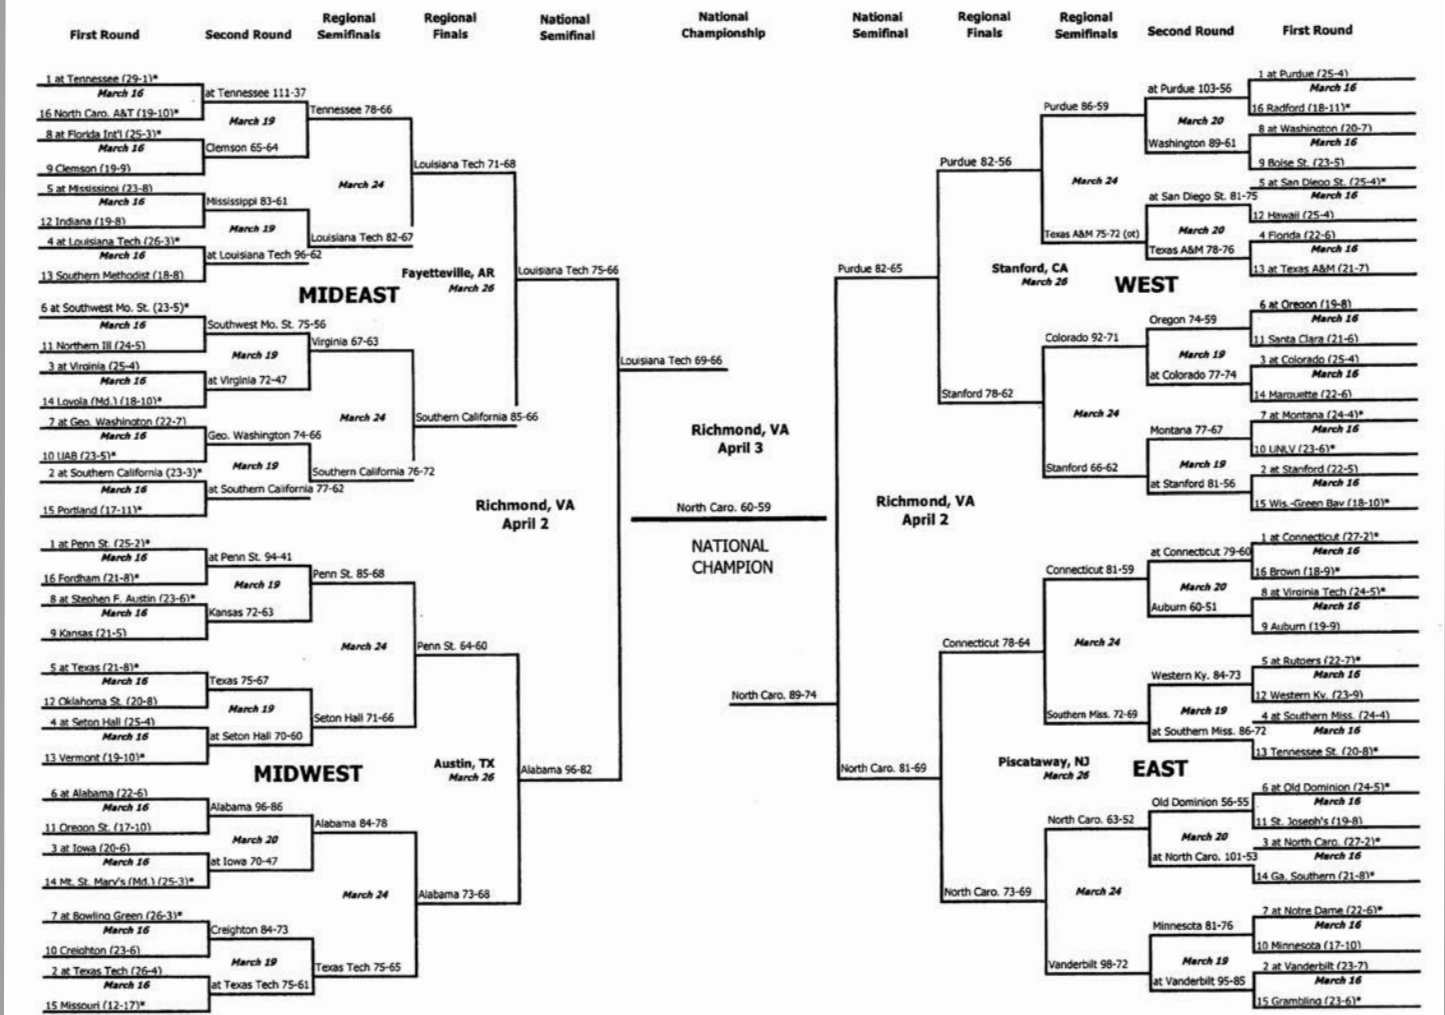 First Round
Second Round
Regional
Semifinals
Regional
Finals
National
Semifinal
National
Championship
National
Semifinal
Regional
Finals
Regional
Semifinals
Second Round
First Round
1 at Tennessee (29-1)*
March 16
16 North Caro. A&T (19-10)*
8 at Florida Int'l (25-3)*
March 16
9 Clemson (19-9)
5 at Mississippi (23-8)
March 16
12 Indiana (19-8)
4 at Louisiana Tech (26-3)*
March 16
13 Southern Methodist (18-8)
6 at Southwest Mo. St. (23-5)*
March 16
11 Northern Ill (24-5)
3 at Virginia (25-4)
March 16
14 Loyola (Md.) (18-10)*
7 at Geo. Washington (22-7)
March 16
10 UAB (23-5)*
2 at Southern California (23-3)*
March 16
15 Portland (17-11)*
at Tennessee 111-37
March 19
Clemson 65-64
Mississippi 83-61
March 19
at Louisiana Tech 96-62
Southwest Mo. St. 75-56
March 19
at Virginia 72-47
Geo. Washington 74-66
March 19
at Southern California 77-62
Tennessee 78-66
March 24
Louisiana Tech 82-67
Virginia 67-63
March 24
Southern California 76-72
Louisiana Tech 71-68
Fayetteville, AR
March 26
Southern California 85-66
MIDEAST
Louisiana Tech 75-66
1 at Penn St. (25-2)*
March 16
16 Fordham (21-8)*
8 at Stephen F. Austin (23-6)*
March 16
9 Kansas (21-5)
5 at Texas (21-8)*
March 16
12 Oklahoma St. (20-8)
4 at Seton Hall (25-4)
March 16
13 Vermont (19-10)*
6 at Alabama (22-6)
March 16
11 Oregon St. (17-10)
3 at Iowa (20-6)
March 16
14 Mt. St. Mary's (Md.) (25-3)*
7 at Bowling Green (26-3)*
March 16
10 Creighton (23-6)
2 at Texas Tech (26-4)
March 16
15 Missouri (12-17)*
at Penn St. 94-41
March 19
Kansas 72-63
Texas 75-67
March 19
at Seton Hall 70-60
Alabama 96-86
March 20
at Iowa 70-47
Creighton 84-73
March 19
at Texas Tech 75-61
Penn St. 85-68
March 24
Seton Hall 71-66
Alabama 84-78
March 24
Texas Tech 75-65
Penn St. 64-60
Austin, TX
March 26
Alabama 73-68
MIDWEST
Alabama 96-82
Richmond, VA
April 2
Louisiana Tech 69-66
Richmond, VA
April 3
North Caro. 60-59
NATIONAL
CHAMPION
North Caro. 89-74
Richmond, VA
April 2
Purdue 82-65
North Caro. 81-69
Purdue 82-56
Stanford, CA
March 26
Stanford 78-62
WEST
Purdue 86-59
March 24
Texas A&M 75-72 (ot)
Colorado 92-71
March 24
Stanford 66-62
at Purdue 103-56
March 20
Washington 89-61
at San Diego St. 81-75
March 20
Texas A&M 78-76
Oregon 74-59
March 19
at Colorado 77-74
Montana 77-67
March 19
at Stanford 81-56
1 at Purdue (25-4)
March 16
16 Radford (18-11)*
8 at Washington (20-7)
March 16
9 Boise St. (23-5)
5 at San Diego St. (25-4)*
March 16
12 Hawaii (25-4)
4 Florida (22-6)
March 16
13 at Texas A&M (21-7)
6 at Oregon (19-8)
March 16
11 Santa Clara (21-6)
3 at Colorado (25-4)
March 16
14 Marquette (22-6)
7 at Montana (24-4)*
March 16
10 UNLV (23-6)*
2 at Stanford (22-5)
March 16
15 Wis.-Green Bay (18-10)*
Connecticut 78-64
Piscataway, NJ
March 26
North Caro. 73-69
EAST
Connecticut 81-59
March 24
Southern Miss. 72-69
North Caro. 63-52
March 24
Vanderbilt 98-72
at Connecticut 79-60
March 20
Auburn 60-51
Western Ky. 84-73
March 19
at Southern Miss. 86-72
Old Dominion 56-55
March 20
at North Caro. 101-53
Minnesota 81-76
March 19
at Vanderbilt 95-85
1 at Connecticut (27-2)*
March 16
16 Brown (18-9)*
8 at Virginia Tech (24-5)*
March 16
9 Auburn (19-9)
5 at Rutgers (22-7)*
March 16
12 Western Ky. (23-9)
4 at Southern Miss. (24-4)
March 16
13 Tennessee St. (20-8)*
6 at Old Dominion (24-5)*
March 16
11 St. Joseph's (19-8)
3 at North Caro. (27-2)*
March 16
14 Ga. Southern (21-8)*
7 at Notre Dame (22-6)*
March 16
10 Minnesota (17-10)
2 at Vanderbilt (23-7)
March 16
15 Grambling (23-6)*